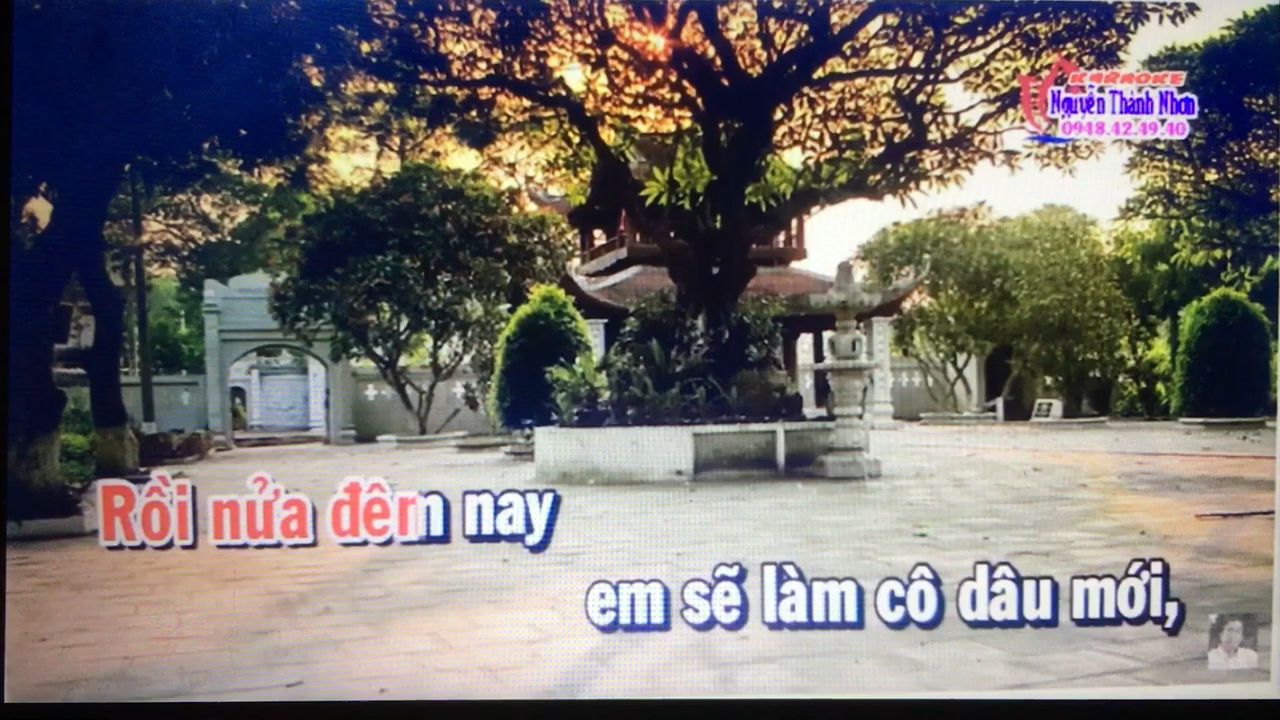 KARAOKE
Nguyễn Thành Nhơn
0948.42.49.40
Rồi nửa đêm nay
em sẽ làm cô dâu mới,